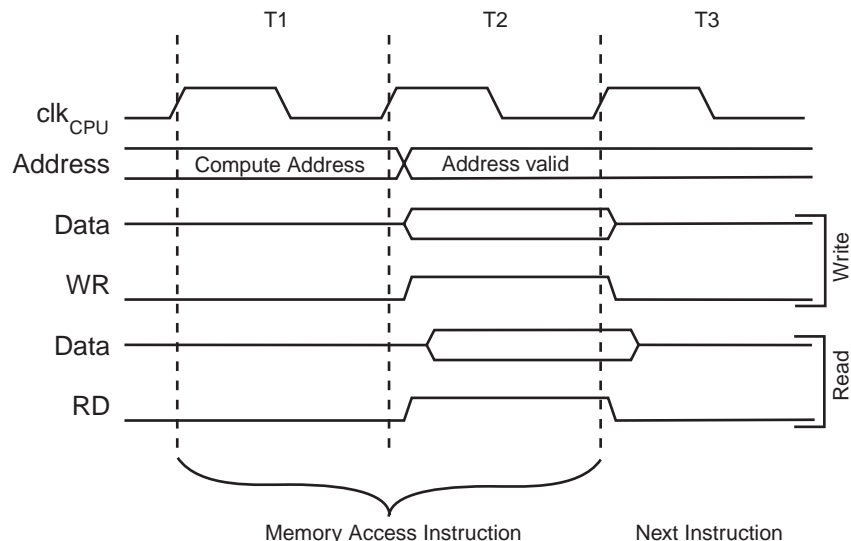 T1 T2 T3
clkCPU
Address Compute Address Address valid
Data
WR
Write
Data
RD
Read
Memory Access Instruction Next Instruction